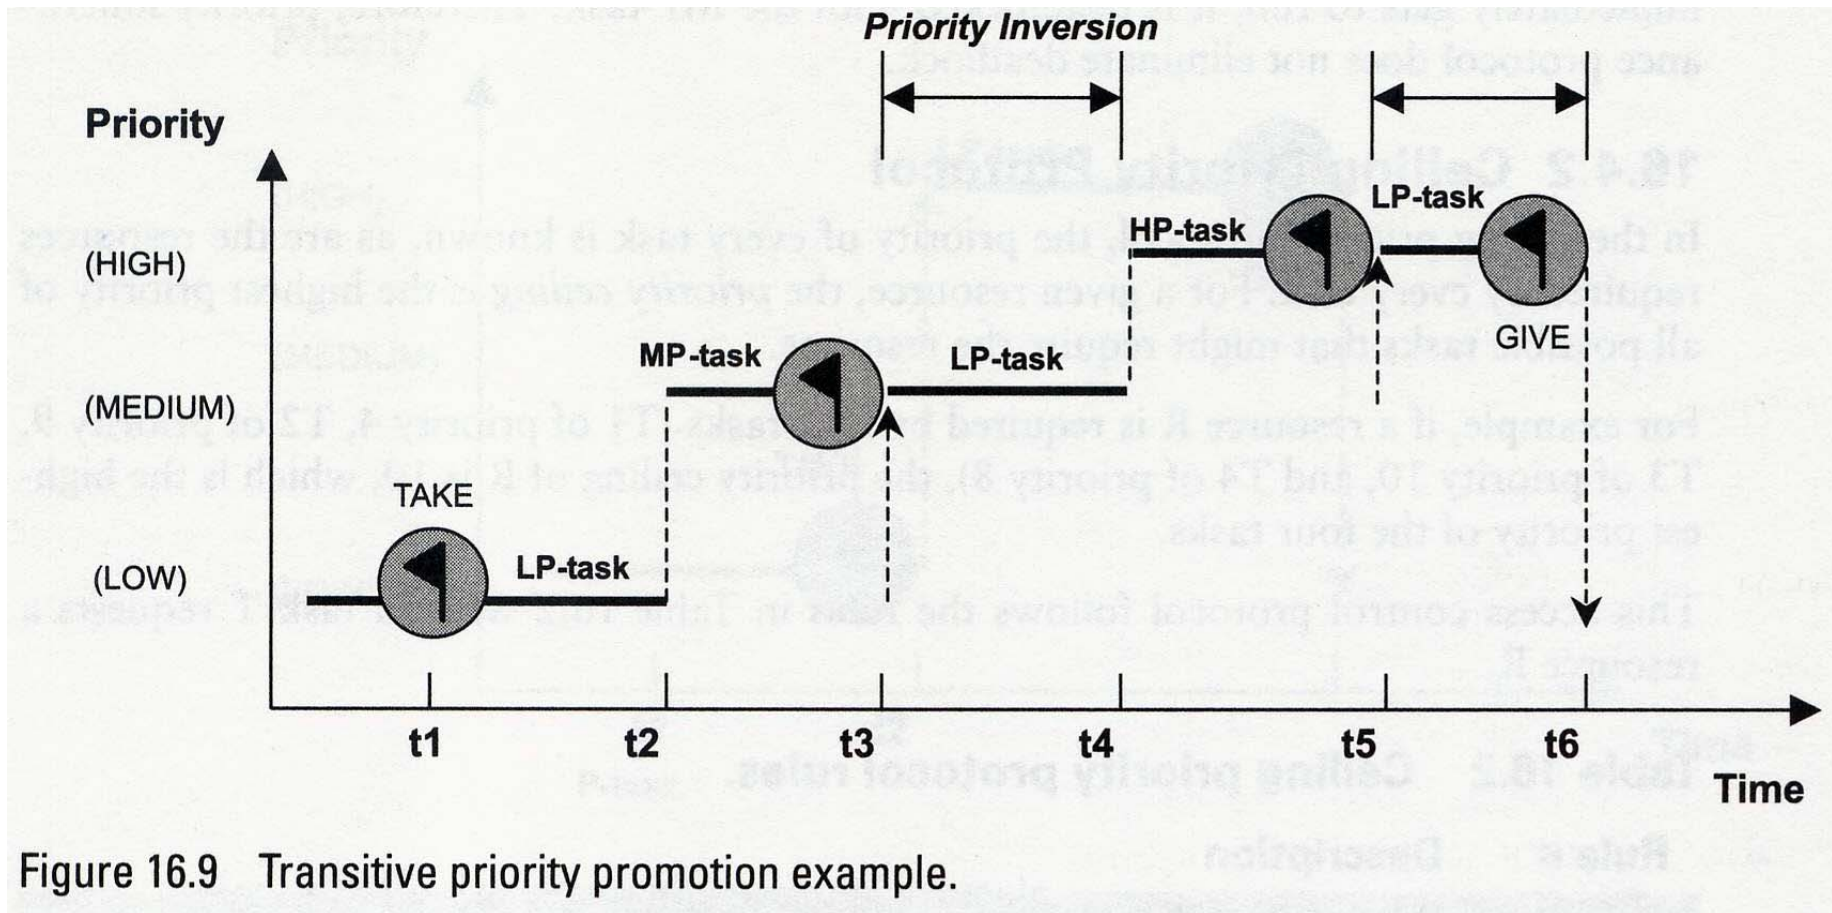 Priority Inversion
Priority
(HIGH)
HP-task
LP-task
GIVE
MP-task
LP-task
(MEDIUM)
TAKE
(LOW)
LP-task
t1 t2 t3 t4 t5 t6
Time
Figure 16.9 Transitive priority promotion example.